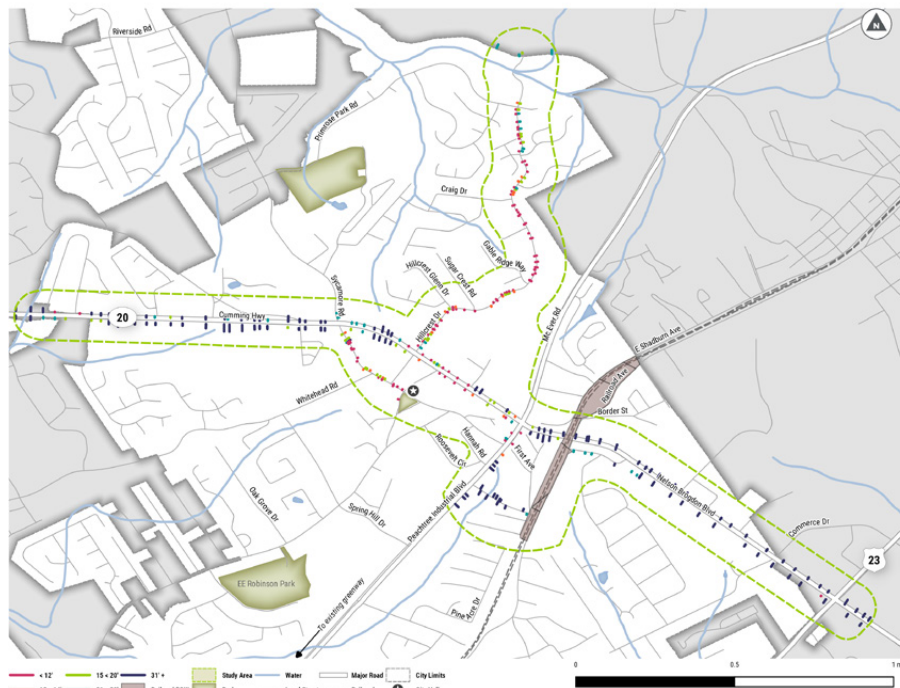 Riverside Rd
N
Primrose Park Rd
Craig Dr
Gable Ridge Way
Sugar Crest Rd
Hillcrest Glenn Dr
Sycamore Rd
20
Cumming Hwy
Hillcrest Dr
Mc Ever Rd
E Shadburn Ave
Railroad Ave
Whitehead Rd
Border St
Hannah Rd
Roosevelt Cir
First Ave
Nelson Brogdon Blvd
Oak Grove Dr
Spring Hill Dr
Peachtree Industrial Blvd
Commerce Dr
23
EE Robinson Park
To existing greenway
Pine Acre Dr
< 12'
15 < 20'
31' +
Study Area
Water
Major Road
City Limits
0
0.5